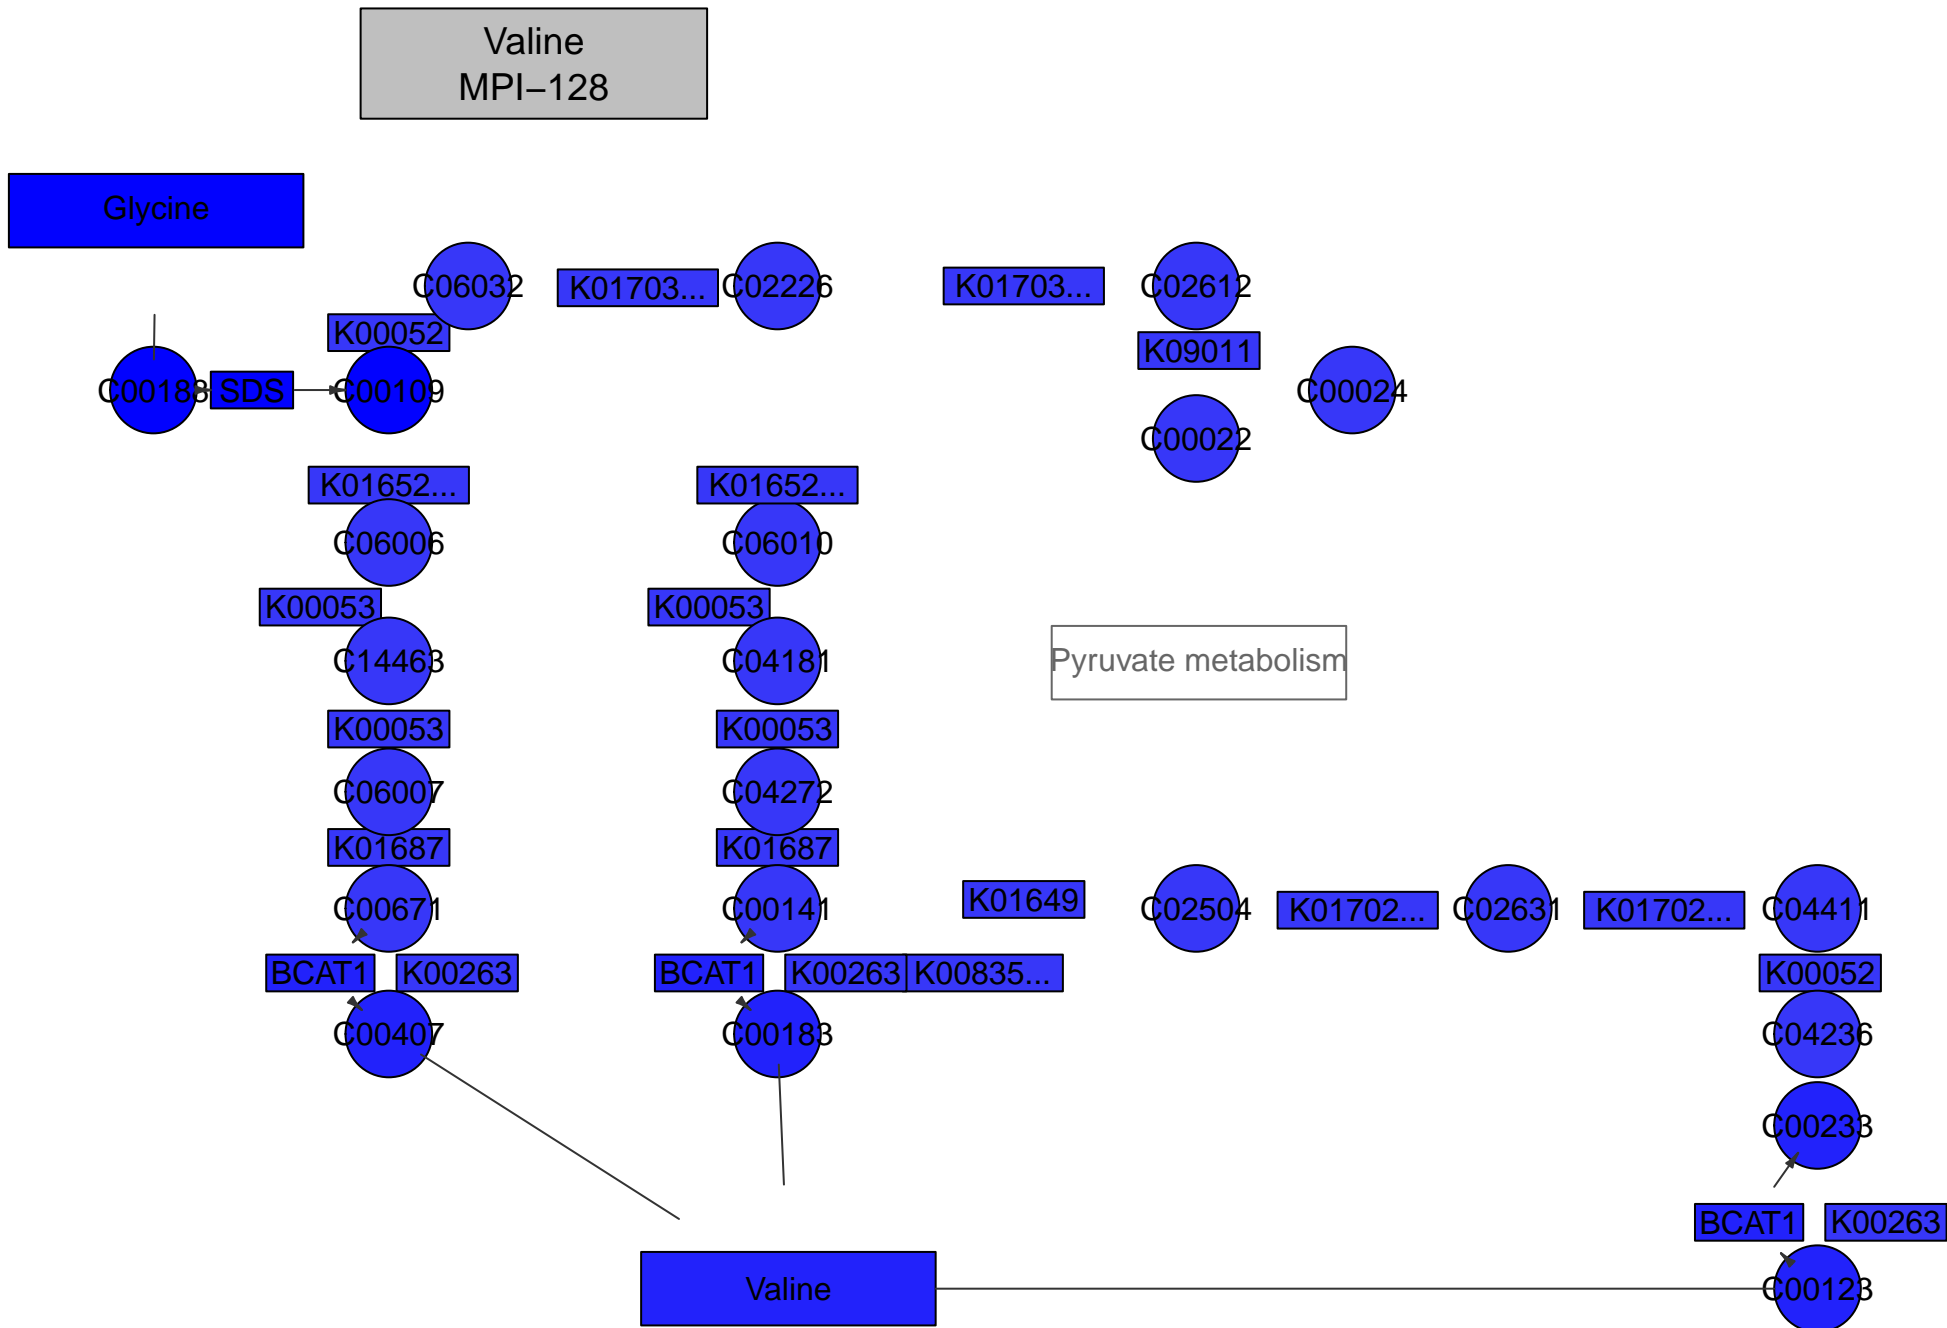 Valine
MPI−128
Glycine
C06032
K01703...
C02226
K01703...
C02612
K00052
K09011
C00188
SDS
C00109
C00024
C00022
K01652...
K01652...
C06006
C06010
K00053
K00053
C14463
C04181
Pyruvate metabolism
K00053
K00053
C06007
C04272
K01687
K01687
C00671
C00141
K01649
C02504
K01702...
C02631
K01702...
C04411
BCAT1
K00263
BCAT1
K00263
K00835...
K00052
C00407
C00183
C04236
C00233
BCAT1
K00263
Valine
C00123